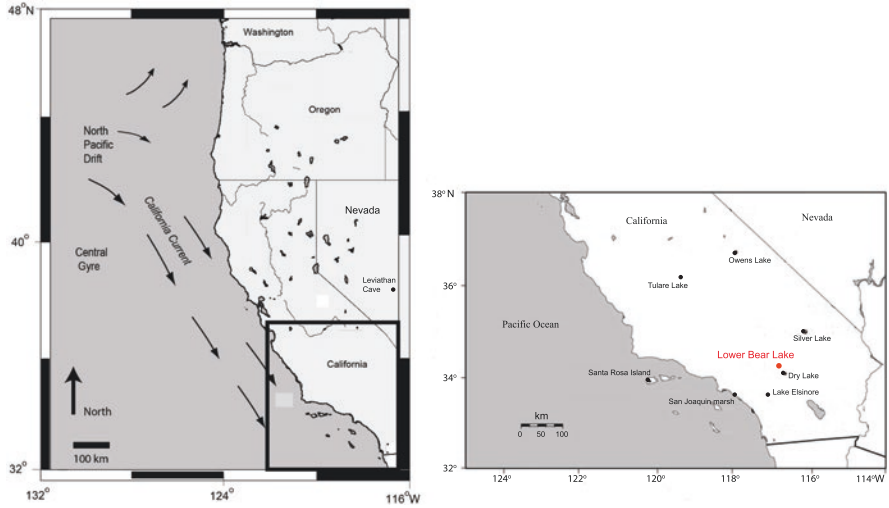 48°N
Washington
Oregon
North
Pacific
Drift
California Current
Nevada
40°
Central
Gyre
Leviathan
Cave
California
North
100 km
32°
132°
124°
116°W
38°N
California
Nevada
Owens Lake
36°
Tulare Lake
Pacific Ocean
Silver Lake
Lower Bear Lake
Santa Rosa Island
Dry Lake
34°
San Joaquin marsh
Lake Elsinore
km
0 50 100
32°
124°
122°
120°
118°
116°
114°W